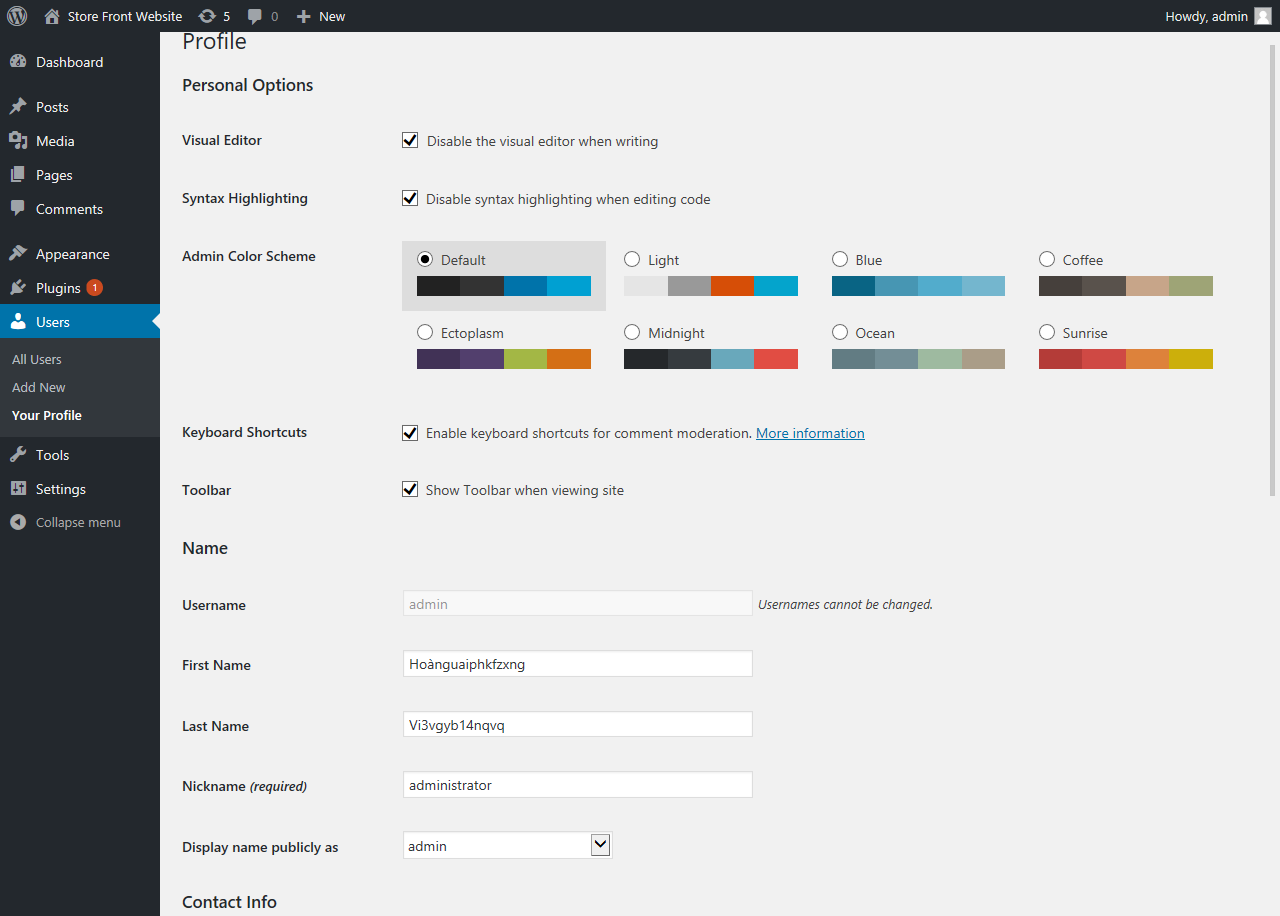 Store Front Website 5 0 New Howdy, admin
Dashboard
Posts
Media
Pages
Comments
Appearance
Plugins 1
Users
All Users
Add New
Your Profile
Tools
Settings
Collapse menu
Profile
Personal Options
Visual Editor Disable the visual editor when writing
Syntax Highlighting Disable syntax highlighting when editing code
Admin Color Scheme Default Light Blue Coffee
Ectoplasm Midnight Ocean Sunrise
Keyboard Shortcuts Enable keyboard shortcuts for comment moderation. More information
Toolbar Show Toolbar when viewing site
Name
Username admin Usernames cannot be changed.
First Name Hoànguaiphkfzxng
Last Name Vi3vgyb14nqvq
Nickname (required) administrator
Display name publicly as admin
Contact Info